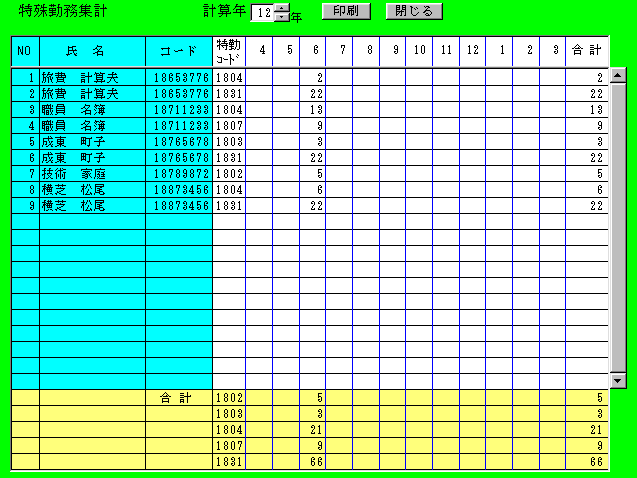 特殊勤務集計 計算年 12 年 印刷 閉じる
NO 氏 名 コード 特勤コード 4 5 6 7 8 9 10 11 12 1 2 3 合 計
1 旅費 計算夫 18653776 1804 2 2
2 旅費 計算夫 18653776 1831 22 22
3 職員 名簿 18711233 1804 13 13
4 職員 名簿 18711233 1807 9 9
5 成東 町子 18765678 1803 3 3
6 成東 町子 18765678 1831 22 22
7 技術 家庭 18789872 1802 5 5
8 横芝 松尾 18873456 1804 6 6
9 横芝 松尾 18873456 1831 22 22
合 計 1802 5 5
1803 3 3
1804 21 21
1807 9 9
1831 66 66